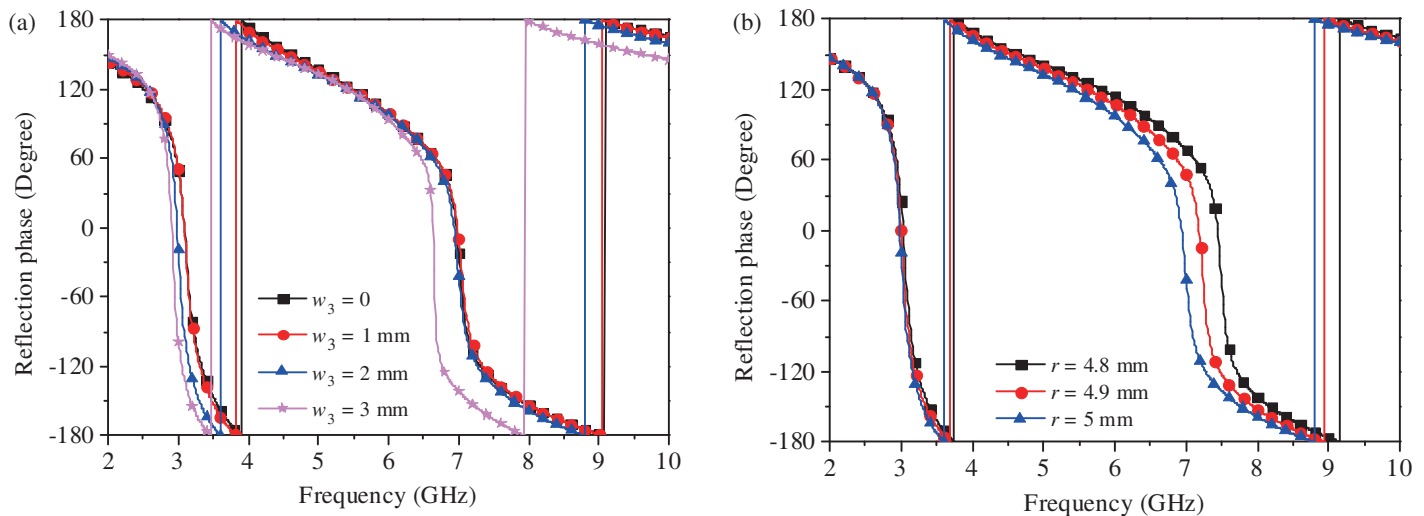 (a)
180
120
60
0
-60
-120
-180
Reflection phase (Degree)
w3 = 0
w3 = 1 mm
w3 = 2 mm
w3 = 3 mm
2 3 4 5 6 7 8 9 10
Frequency (GHz)
(b)
180
120
60
0
-60
-120
-180
Reflection phase (Degree)
r = 4.8 mm
r = 4.9 mm
r = 5 mm
2 3 4 5 6 7 8 9 10
Frequency (GHz)